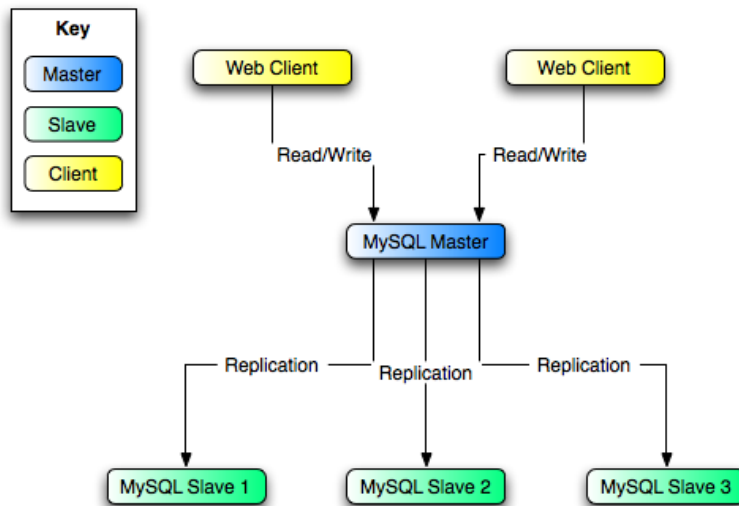 Key
Master
Slave
Client
Web Client
Web Client
Read/Write
Read/Write
MySQL Master
Replication
Replication
Replication
MySQL Slave 1
MySQL Slave 2
MySQL Slave 3